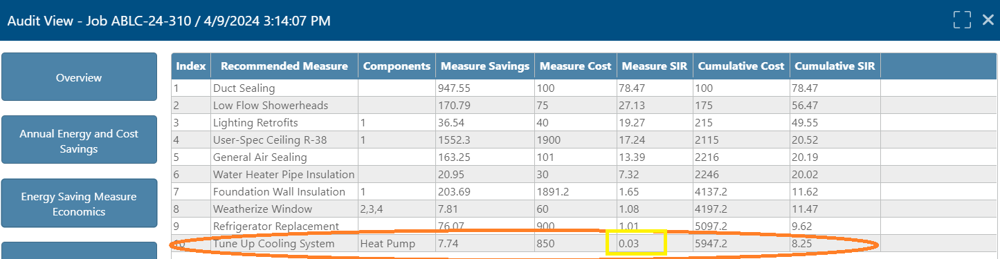 Audit View - Job ABLC-24-310 / 4/9/2024 3:14:07 PM
Overview
Annual Energy and Cost
Savings
Energy Saving Measure
Economics
Index Recommended Measure Components Measure Savings Measure Cost Measure SIR Cumulative Cost Cumulative SIR
1 Duct Sealing 947.55 100 78.47 100 78.47
2 Low Flow Showerheads 170.79 75 27.13 175 56.47
3 Lighting Retrofits 1 36.54 40 19.27 215 49.55
4 User-Spec Ceiling R-38 1 1552.3 1900 17.24 2115 20.52
5 General Air Sealing 163.25 101 13.39 2216 20.19
6 Water Heater Pipe Insulation 20.95 30 7.32 2246 20.02
7 Foundation Wall Insulation 1 203.69 1891.2 1.65 4137.2 11.62
8 Weatherize Window 2,3,4 7.81 60 1.08 4197.2 11.47
9 Refrigerator Replacement 76.07 900 1.01 5097.2 9.62
10 Tune Up Cooling System Heat Pump 7.74 850 0.03 5947.2 8.25